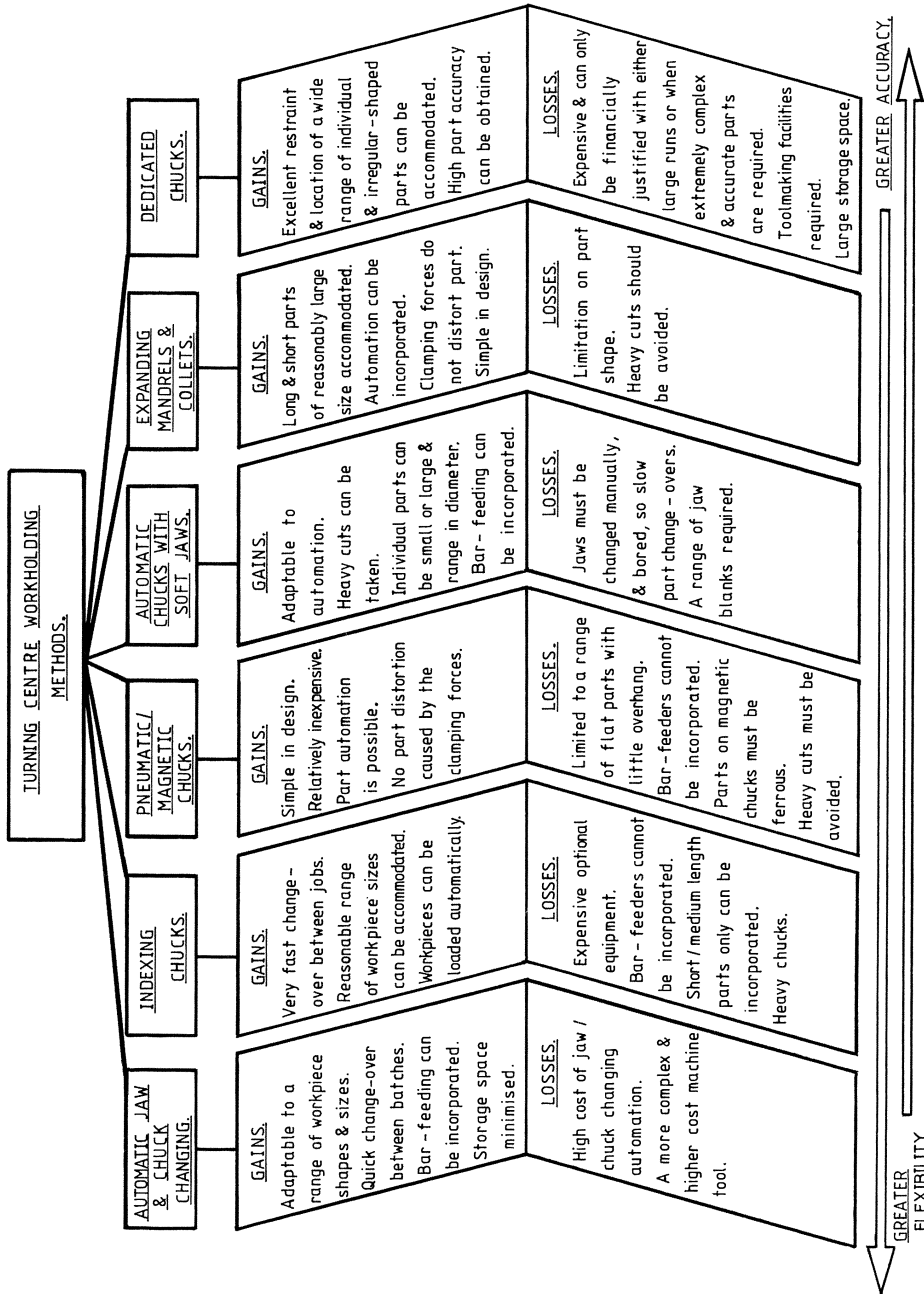 TURNING CENTRE WORKHOLDING
METHODS.
AUTOMATIC JAW
& CHUCK
CHANGING.
GAINS.
Adaptable to a
range of workpiece
shapes & sizes.
Quick change-over
between batches.
Bar-feeding can
be incorporated.
Storage space
minimised.
LOSSES.
High cost of jaw /
chuck changing
automation.
A more complex &
higher cost machine
tool.
INDEXING
CHUCKS.
GAINS.
Very fast change-
over between jobs.
Reasonable range
of workpiece sizes
can be accommodated.
Workpieces can be
loaded automatically.
LOSSES.
Expensive optional
equipment.
Bar-feeders cannot
be incorporated.
Short / medium length
parts only can be
incorporated.
Heavy chucks.
PNEUMATIC/
MAGNETIC
CHUCKS.
GAINS.
Simple in design.
Relatively inexpensive.
Part automation
is possible.
No part distortion
caused by the
clamping forces.
LOSSES.
Limited to a range
of flat parts with
little overhang.
Bar-feeders cannot
be incorporated.
Parts on magnetic
chucks must be
ferrous.
Heavy cuts must be
avoided.
AUTOMATIC
CHUCKS WITH
SOFT JAWS.
GAINS.
Adaptable to
automation.
Heavy cuts can be
taken.
Individual parts can
be small or large &
range in diameter.
Bar-feeding can
be incorporated.
LOSSES.
Jaws must be
changed manually,
& bored, so slow
part change-overs.
A range of jaw
blanks required.
EXPANDING
MANDRELS &
COLLETS.
GAINS.
Long & short parts
of reasonably large
size accommodated.
Automation can be
incorporated.
Clamping forces do
not distort part.
Simple in design.
LOSSES.
Limitation on part
shape.
Heavy cuts should
be avoided.
DEDICATED
CHUCKS.
GAINS.
Excellent restraint
& location of a wide
range of individual
& irregular-shaped
parts can be
accommodated.
High part accuracy
can be obtained.
LOSSES.
Expensive & can only
be financially
justified with either
large runs or when
extremely complex
& accurate parts
are required.
Toolmaking facilities
required.
Large storage space.
GREATER ACCURACY.
GREATER
FLEXIBILITY